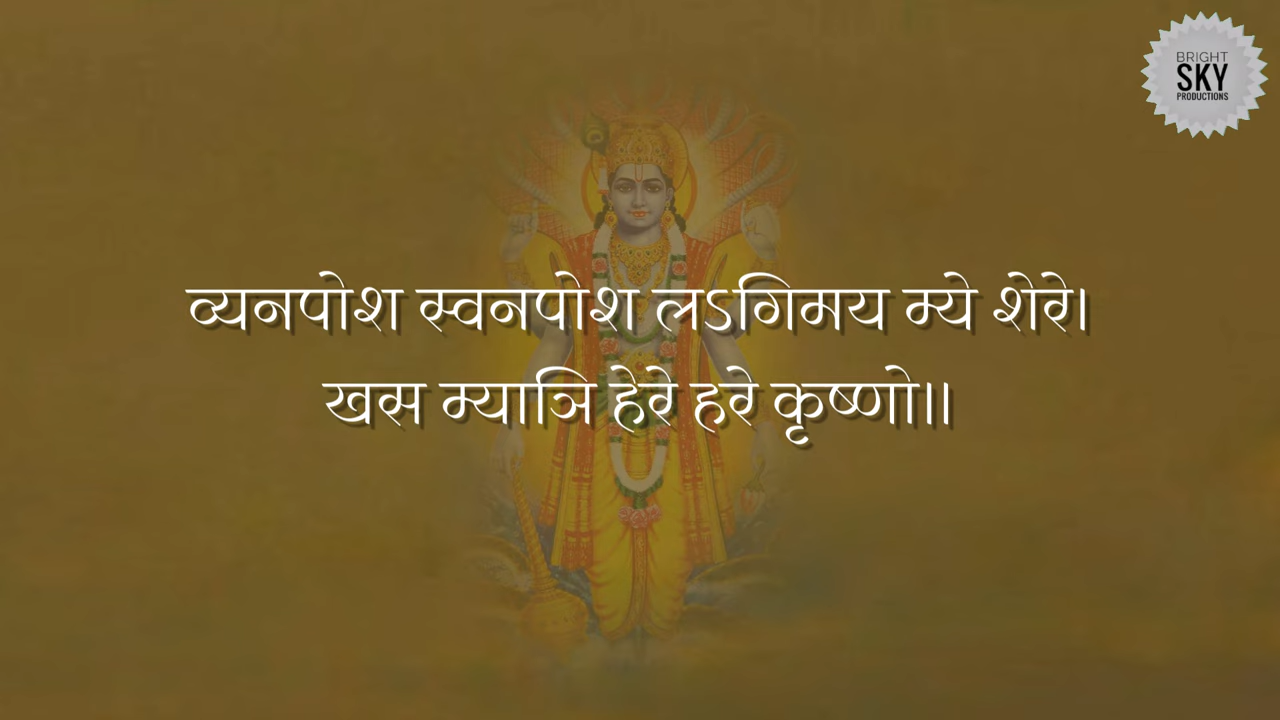 व्यनपोश स्वनपोश लऽगिमय म्ये शेरे।
खस म्यात्रि हेरे हरे कृष्णो॥
BRIGHT
SKY
PRODUCTIONS